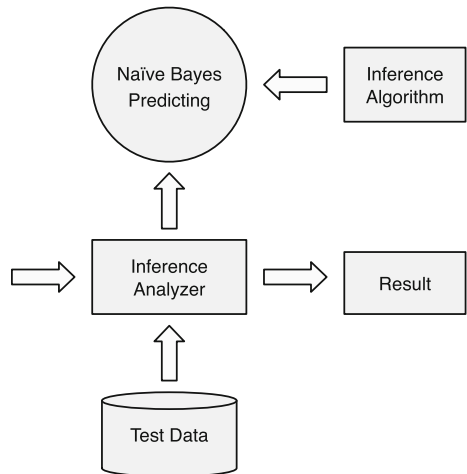 Naïve Bayes
Predicting
Inference
Algorithm
Inference
Analyzer
Result
Test Data